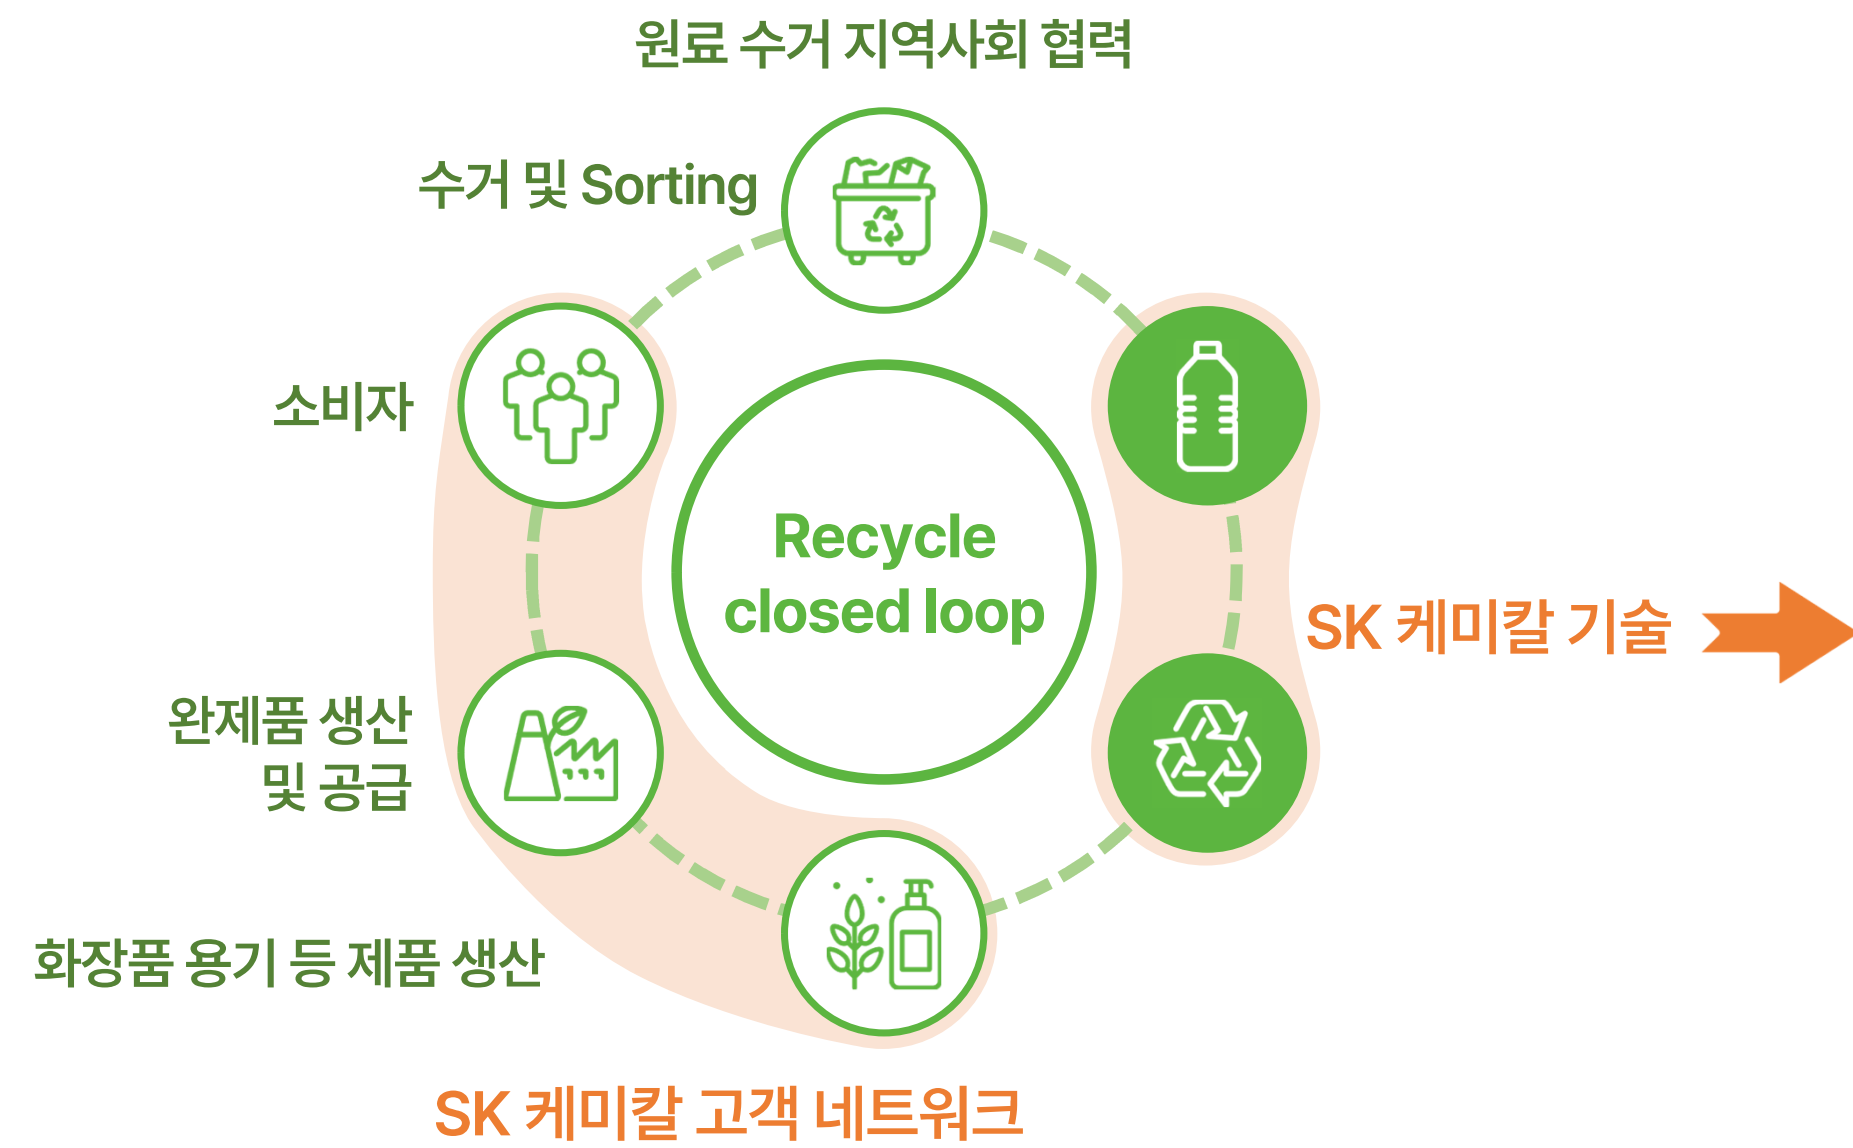 원료 수거 지역사회 협력
수거 및 Sorting
소비자
Recycle
closed loop
SK 케미칼 기술
완제품 생산
및 공급
화장품 용기 등 제품 생산
SK 케미칼 고객 네트워크